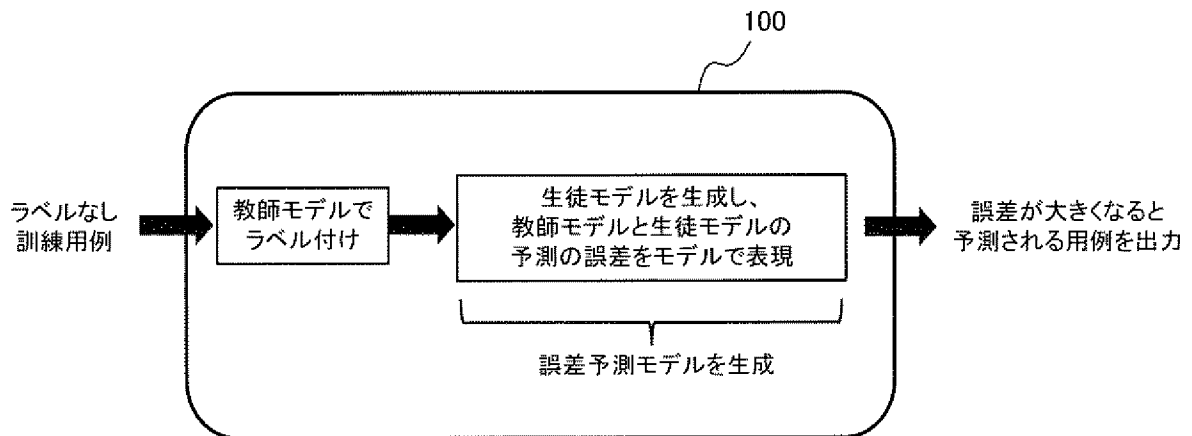 100
ラベルなし
訓練用例
教師モデルで
ラベル付け
生徒モデルを生成し、
教師モデルと生徒モデルの
予測の誤差をモデルで表現
誤差が大きくなると
予測される用例を出力
誤差予測モデルを生成